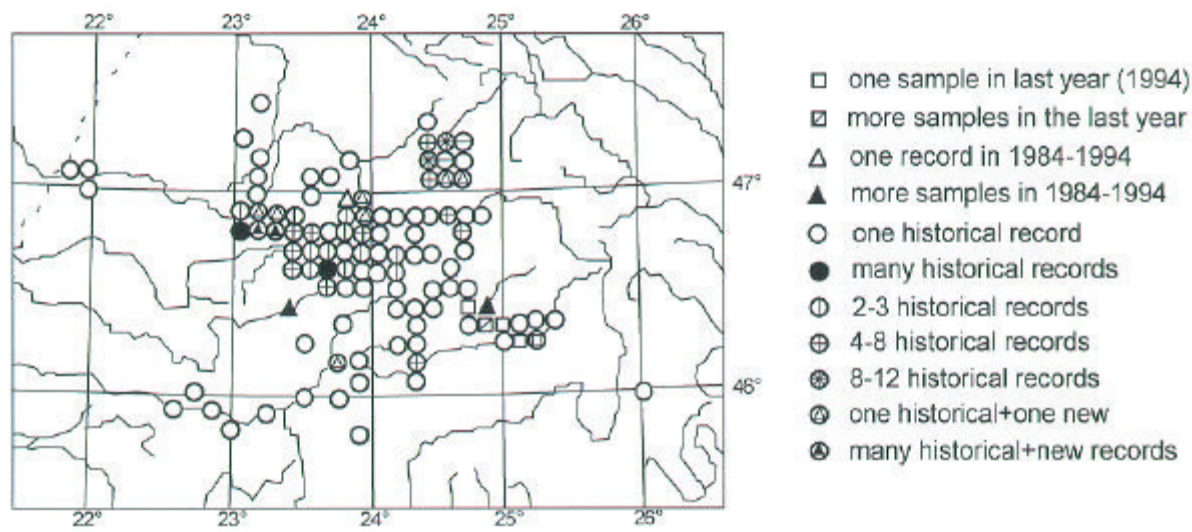 22° 23° 24° 25° 26°
47°
46°
22° 23° 24° 25° 26°
one sample in last year (1994)
more samples in the last year
one record in 1984-1994
more samples in 1984-1994
one historical record
many historical records
2-3 historical records
4-8 historical records
8-12 historical records
one historical+one new
many historical+new records